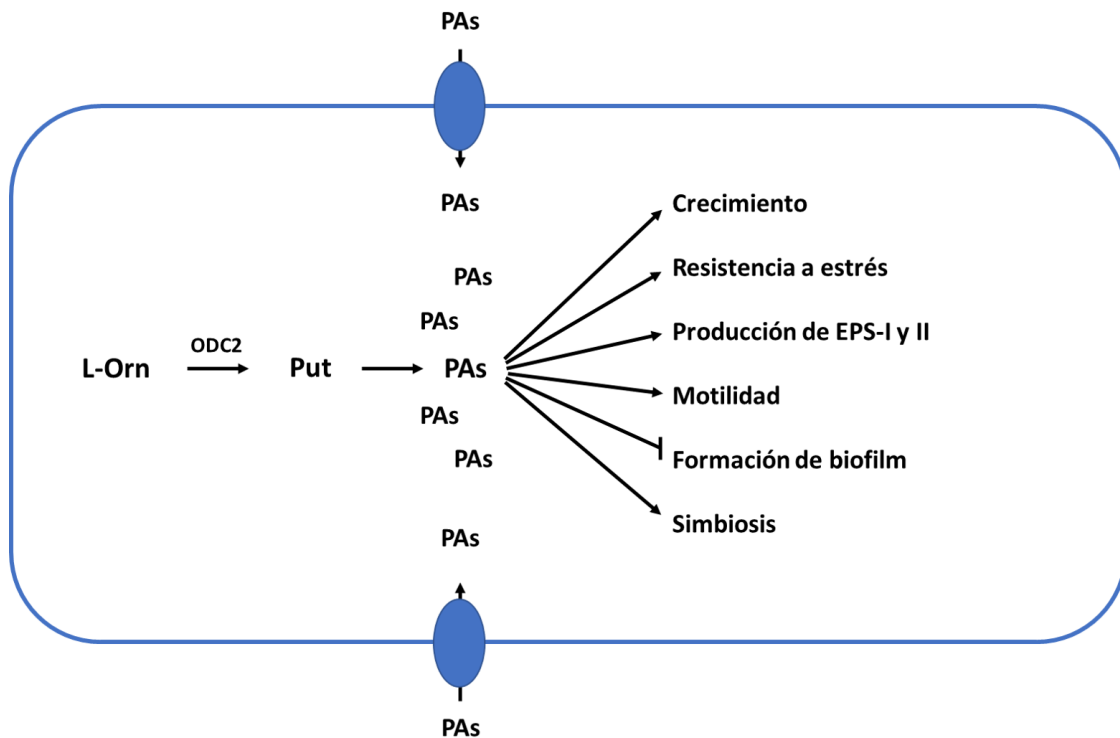 PAs
PAs
Crecimiento
PAs
Resistencia a estrés
PAs
Producción de EPS-I y II
ODC2
L-Orn
Put
PAs
Motilidad
PAs
PAs
Formación de biofilm
Simbiosis
PAs
PAs